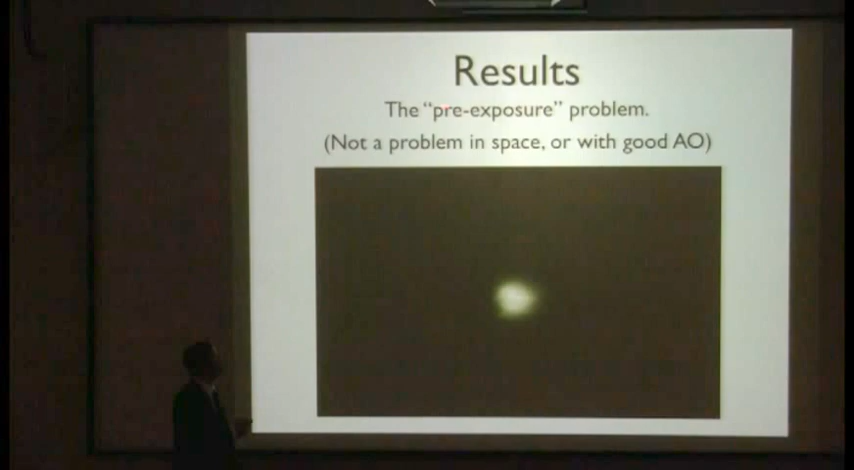 Results
The “pre-exposure” problem.
(Not a problem in space, or with good AO)